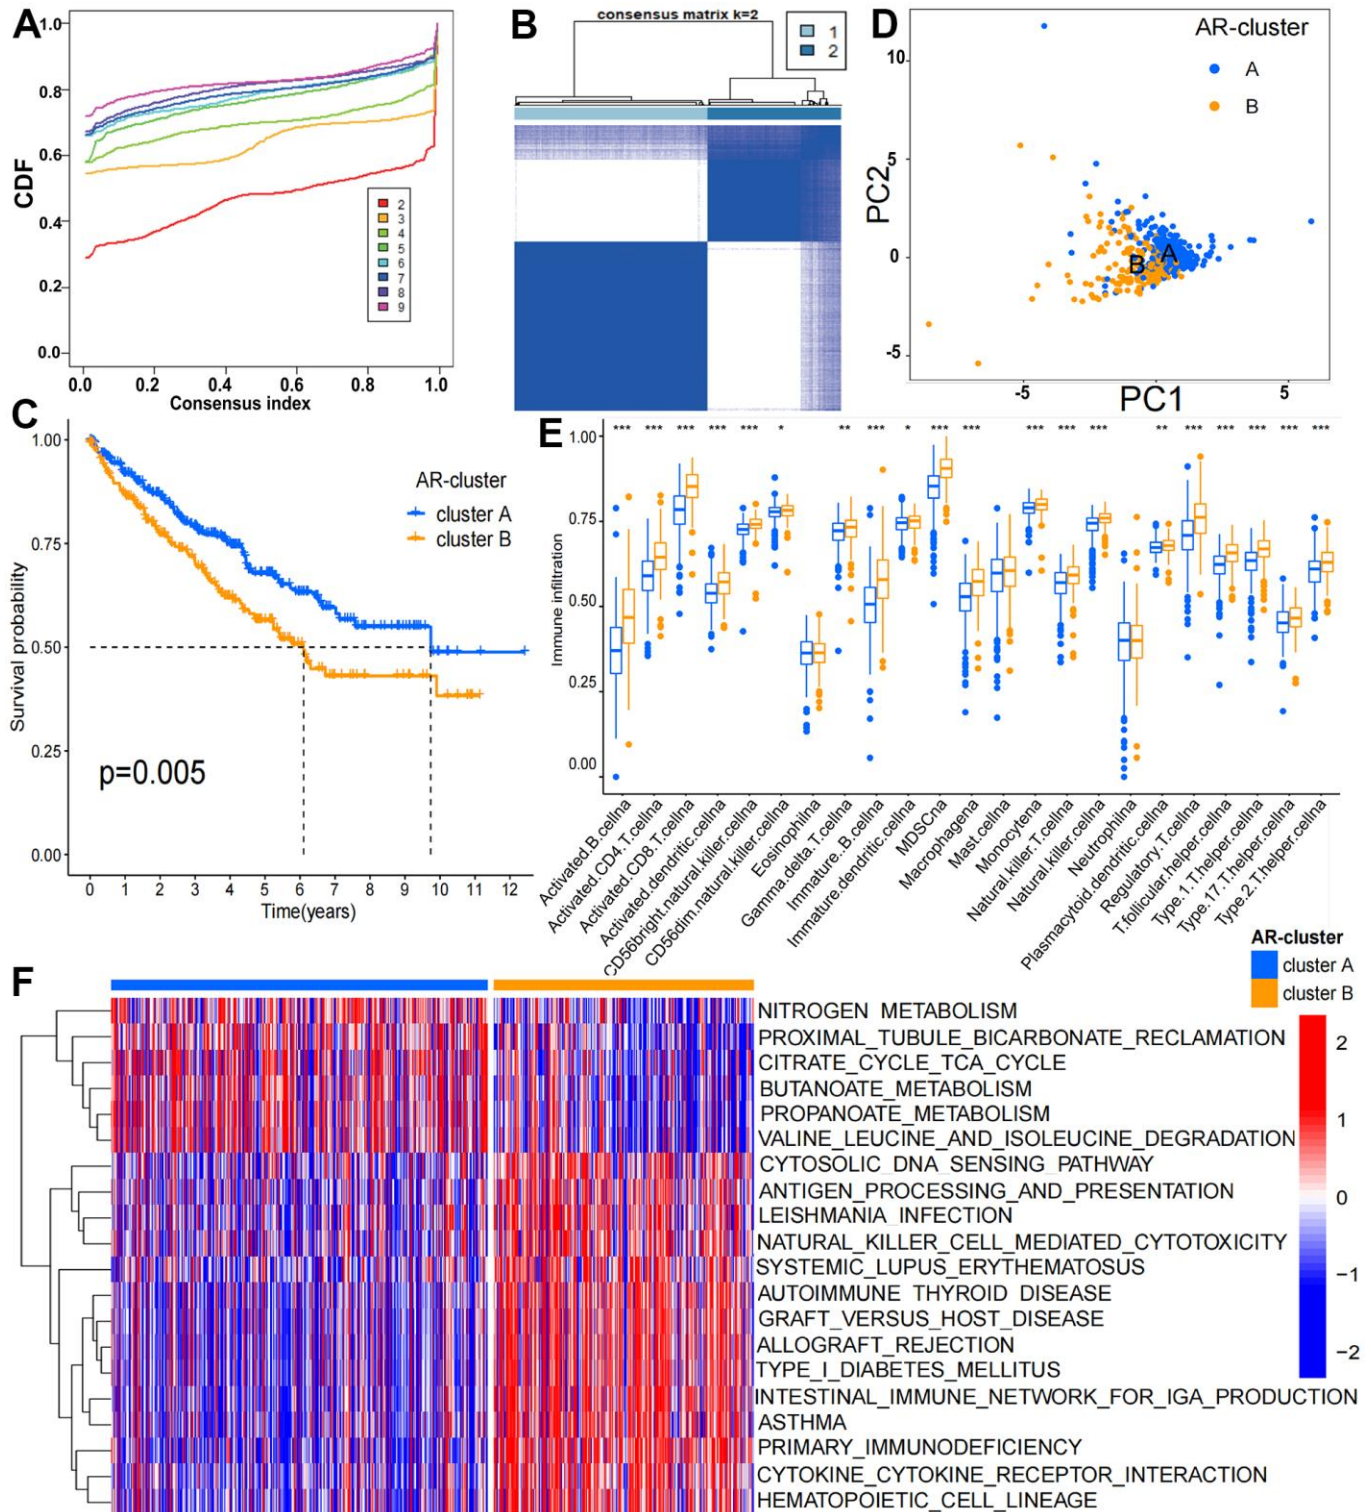 A
CDF
1.0
0.8
0.6
0.4
0.2
0.0
2
3
4
5
6
7
8
9
0.0 0.2 0.4 0.6 0.8 1.0
Consensus index
B
consensus matrix k=2
1
2
D
AR-cluster
A
B
PC2
10
5
0
-5
A
B
-5 5
PC1
C
Survival probability
1.00
0.75
0.50
0.25
0.00
AR-cluster
cluster A
cluster B
p=0.005
0 1 2 3 4 5 6 7 8 9 10 11 12
Time(years)
E
Immune infiltration
1.00
0.75
0.50
0.25
0.00
*** *** *** *** *** * ** *** * *** *** *** *** *** ** *** *** *** *** ***
Activated.B.cellna
Activated.CD4.T.cellna
Activated.CD8.T.cellna
Activated.dendritic.cellna
CD56bright.natural.killer.cellna
CD56dim.natural.killer.cellna
Eosinophilna
Gamma.delta.T.cellna
Immature..B.cellna
Immature.dendritic.cellna
MDSCna
Macrophagena
Mast.cellna
Monocytena
Natural.killer.T.cellna
Natural.killer.cellna
Neutrophilna
Plasmacytoid.dendritic.cellna
Regulatory.T.cellna
T.follicular.helper.cellna
Type.1.T.helper.cellna
Type.17.T.helper.cellna
Type.2.T.helper.cellna
F
AR-cluster
cluster A
cluster B
NITROGEN_METABOLISM
PROXIMAL_TUBULE_BICARBONATE_RECLAMATION
CITRATE_CYCLE_TCA_CYCLE
BUTANOATE_METABOLISM
PROPANOATE_METABOLISM
VALINE_LEUCINE_AND_ISOLEUCINE_DEGRADATION
CYTOSOLIC_DNA_SENSING_PATHWAY
ANTIGEN_PROCESSING_AND_PRESENTATION
LEISHMANIA_INFECTION
NATURAL_KILLER_CELL_MEDIATED_CYTOTOXICITY
SYSTEMIC_LUPUS_ERYTHEMATOSUS
AUTOIMMUNE_THYROID_DISEASE
GRAFT_VERSUS_HOST_DISEASE
ALLOGRAFT_REJECTION
TYPE_I_DIABETES_MELLITUS
INTESTINAL_IMMUNE_NETWORK_FOR_IGA_PRODUCTION
ASTHMA
PRIMARY_IMMUNODEFICIENCY
CYTOKINE_CYTOKINE_RECEPTOR_INTERACTION
HEMATOPOIETIC_CELL_LINEAGE
2
1
0
−1
−2